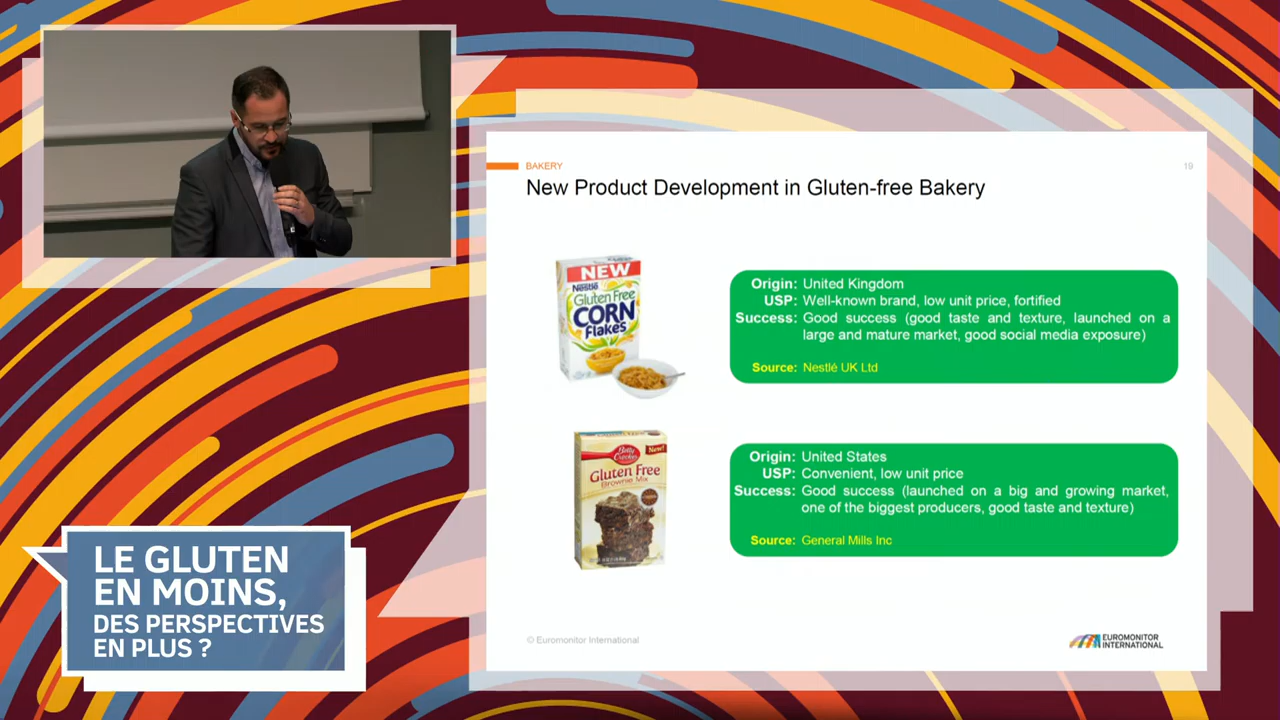 BAKERY
19
New Product Development in Gluten-free Bakery
NEW
Nestlé
Gluten Free
CORN
Flakes
Origin: United Kingdom
USP: Well-known brand, low unit price, fortified
Success: Good success (good taste and texture, launched on a
large and mature market, good social media exposure)
Source: Nestlé UK Ltd
Betty
Crocker
New!
Gluten Free
Brownie Mix
Origin: United States
USP: Convenient, low unit price
Success: Good success (launched on a big and growing market,
one of the biggest producers, good taste and texture)
Source: General Mills Inc
© Euromonitor International
EUROMONITOR
INTERNATIONAL
LE GLUTEN
EN MOINS,
DES PERSPECTIVES
EN PLUS ?